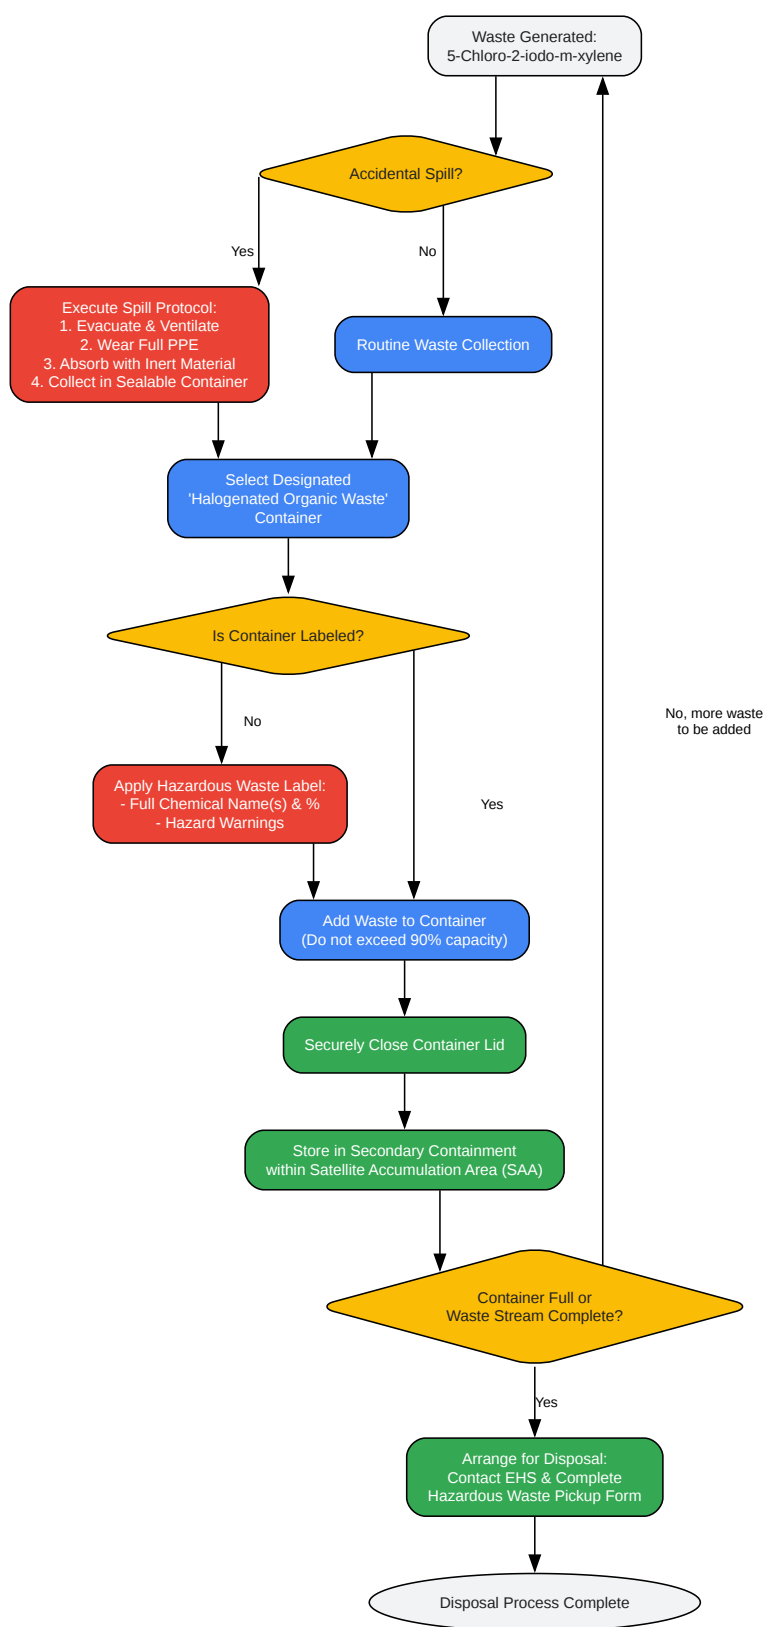 Waste Generated:
5-Chloro-2-iodo-m-xylene
Accidental Spill?
Yes
No
Execute Spill Protocol:
1. Evacuate & Ventilate
2. Wear Full PPE
3. Absorb with Inert Material
4. Collect in Sealable Container
Routine Waste Collection
Select Designated
'Halogenated Organic Waste'
Container
Is Container Labeled?
No
No, more waste
to be added
Apply Hazardous Waste Label:
- Full Chemical Name(s) & %
- Hazard Warnings
Yes
Add Waste to Container
(Do not exceed 90% capacity)
Securely Close Container Lid
Store in Secondary Containment
within Satellite Accumulation Area (SAA)
Container Full or
Waste Stream Complete?
Yes
Arrange for Disposal:
Contact EHS & Complete
Hazardous Waste Pickup Form
Disposal Process Complete